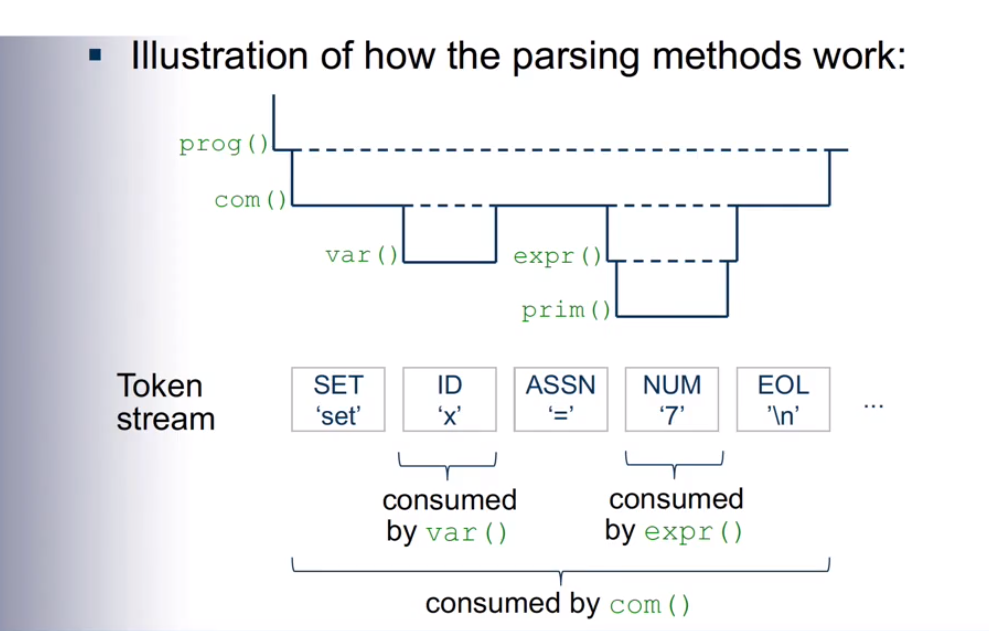 ▪ Illustration of how the parsing methods work:
prog()
com()
var() expr()
prim()
Token stream
SET ID ASSN NUM EOL
‘set’ ‘x’ ‘=’ ‘7’ ’\n’ ...
consumed by var()
consumed by expr()
consumed by com()